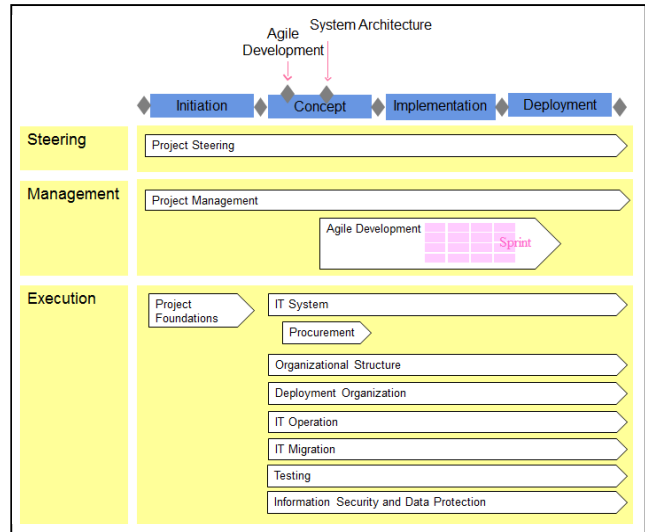 System Architecture
Agile
Development
Initiation
Concept
Implementation
Deployment
Steering
Project Steering
Management
Project Management
Agile Development
Sprint
Execution
Project
Foundations
IT System
Procurement
Organizational Structure
Deployment Organization
IT Operation
IT Migration
Testing
Information Security and Data Protection